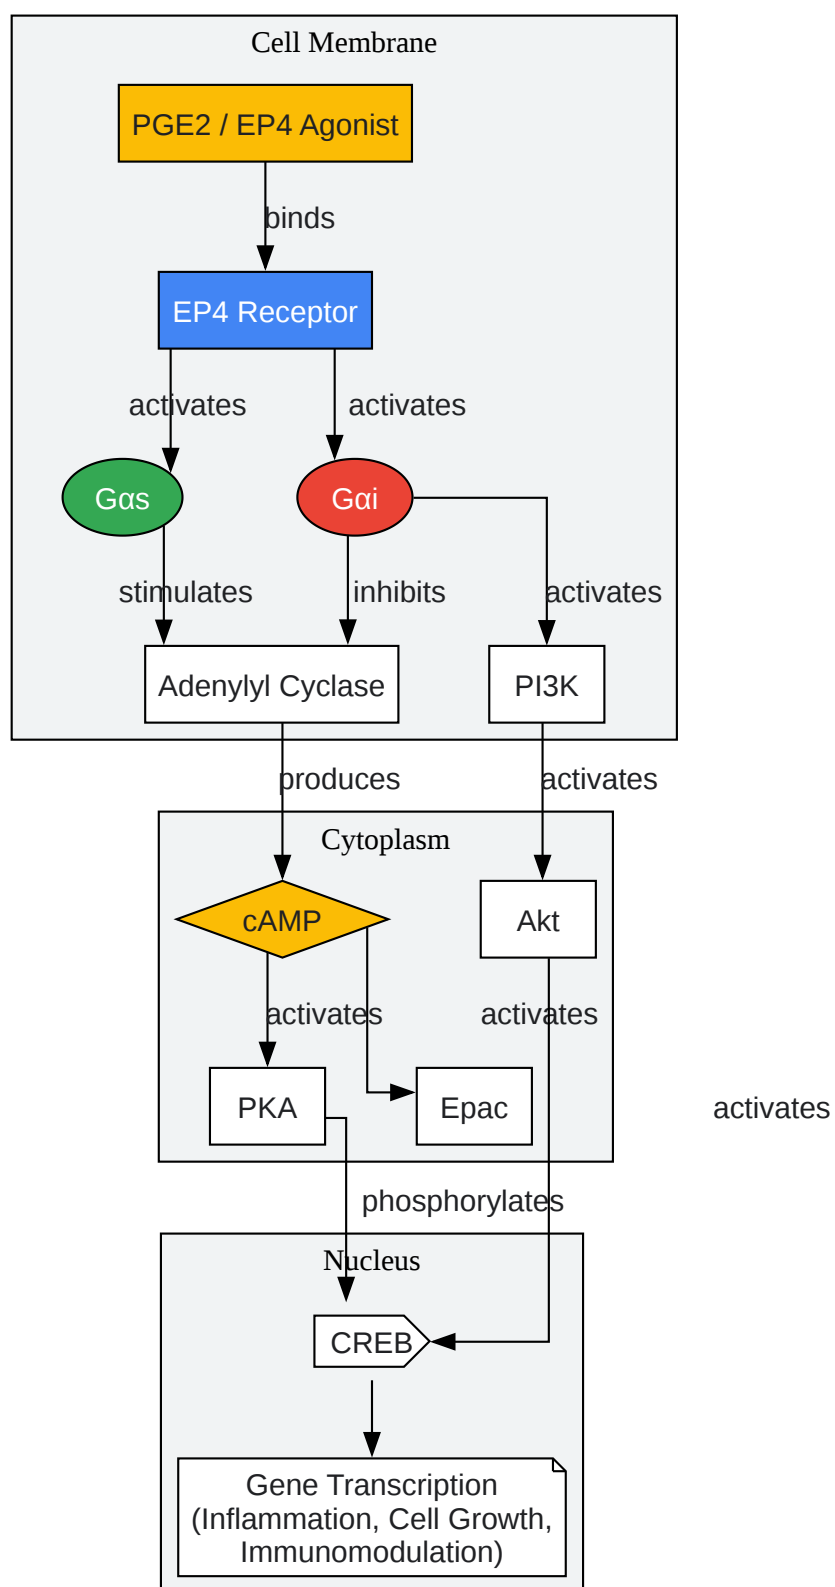 Cell Membrane
PGE2 / EP4 Agonist
binds
EP4 Receptor
activates
activates
Gαs
Gαi
stimulates
inhibits
activates
Adenylyl Cyclase
PI3K
produces
activates
Cytoplasm
cAMP
Akt
activates
activates
PKA
Epac
activates
phosphorylates
Nucleus
CREB
Gene Transcription
(Inflammation, Cell Growth,
Immunomodulation)